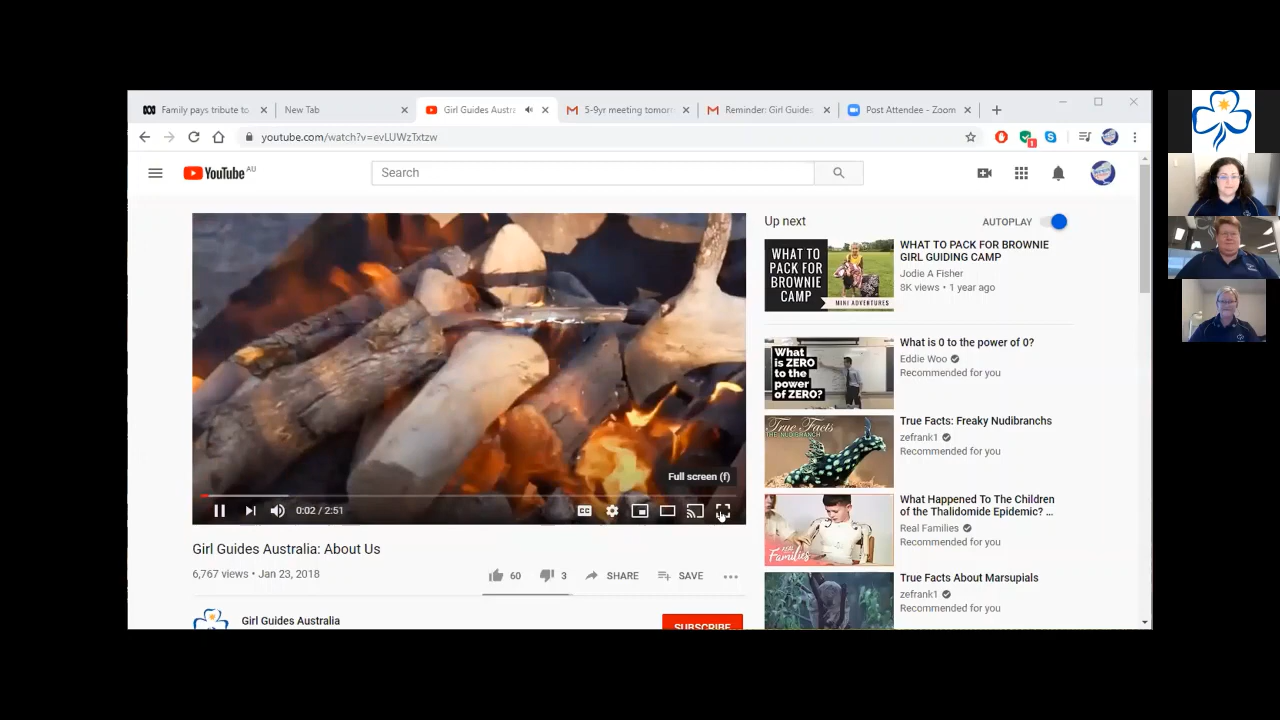 Family pays tribute to
New Tab
Girl Guides Austra
5-9yr meeting tomorr
Reminder: Girl Guides
Post Attendee - Zoom
youtube.com/watch?v=evLUWzTxtzw
1
YouTube AU
Search
Up next
AUTOPLAY
WHAT TO
PACK FOR
BROWNIE
CAMP
MINI ADVENTURES
WHAT TO PACK FOR BROWNIE
GIRL GUIDING CAMP
Jodie A Fisher
8K views • 1 year ago
What
is ZERO
to the
power
of ZERO?
What is 0 to the power of 0?
Eddie Woo
Recommended for you
True Facts
THE NUDIBRANCH
True Facts: Freaky Nudibranchs
zefrank1
Recommended for you
REAL
Families
What Happened To The Children
of the Thalidomide Epidemic? ...
Real Families
Recommended for you
True Facts About Marsupials
zefrank1
Recommended for you
Full screen (f)
0:02 / 2:51
CC
Girl Guides Australia: About Us
6,767 views • Jan 23, 2018
60
3
SHARE
SAVE
Girl Guides Australia
SUBSCRIBE